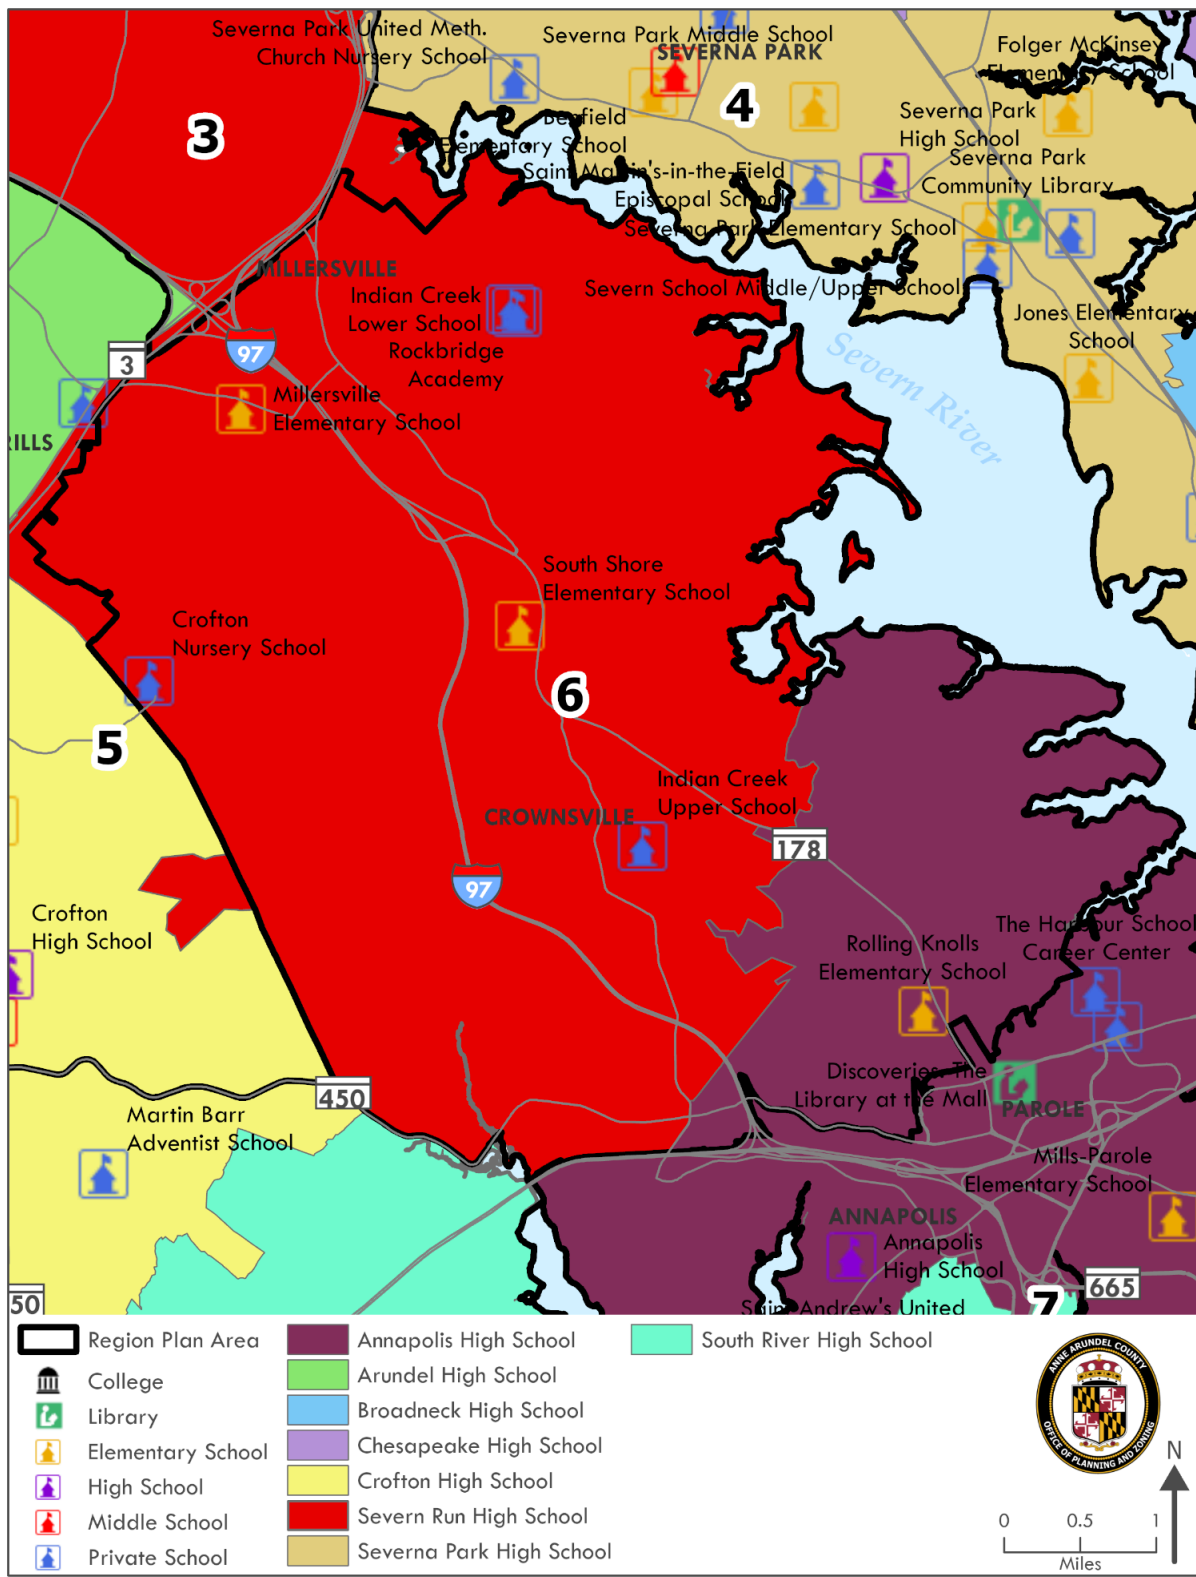 Severna Park United Meth.
Church Nursery School
Severna Park Middle School
SEVERNA PARK
Folger McKinsey
Elementary School
3
4
Benfield
Elementary School
Severna Park
High School
Saint Martin's-in-the-Field
Episcopal School
Severna Park
Community Library
Severna Park Elementary School
MILLERSVILLE
Indian Creek
Lower School
Rockbridge
Academy
Severn School Middle/Upper School
Jones Elementary
School
Severn River
97
3
Millersville
Elementary School
RILLS
South Shore
Elementary School
Crofton
Nursery School
6
5
Indian Creek
Upper School
CROWNSVILLE
178
97
Crofton
High School
The Harbour School
Career Center
Rolling Knolls
Elementary School
Discoveries: The
Library at the Mall
PAROLE
450
Martin Barr
Adventist School
Mills-Parole
Elementary School
ANNAPOLIS
Annapolis
High School
665
50
Saint Andrew's United
7
Region Plan Area
College
Library
Elementary School
High School
Middle School
Private School
Annapolis High School
Arundel High School
Broadneck High School
Chesapeake High School
Crofton High School
Severn Run High School
Severna Park High School
South River High School
ANNE ARUNDEL COUNTY
OFFICE OF PLANNING AND ZONING
N
0 0.5 1
Miles